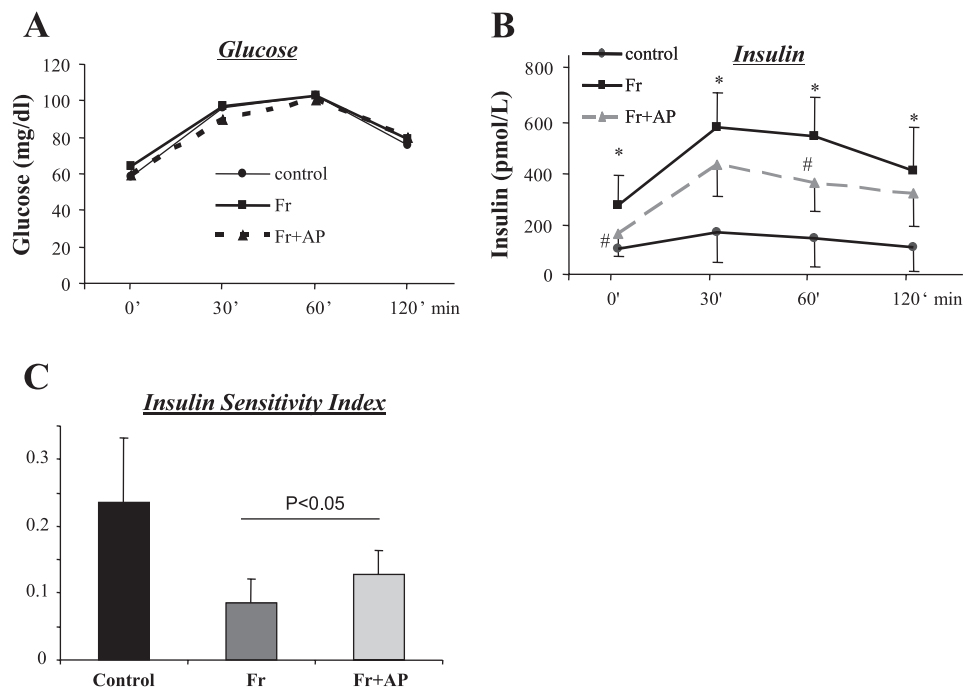 A
Glucose
Glucose (mg/dl)
120
100
80
60
40
20
0
control
Fr
Fr+AP
0’ 30’ 60’ 120’ min
B
Insulin
control
Fr
Fr+AP
Insulin (pmol/L)
800
600
400
200
0
* * * *
# #
0' 30' 60' 120‘ min
C
Insulin Sensitivity Index
0.3
0.2
0.1
0
P<0.05
Control Fr Fr+AP